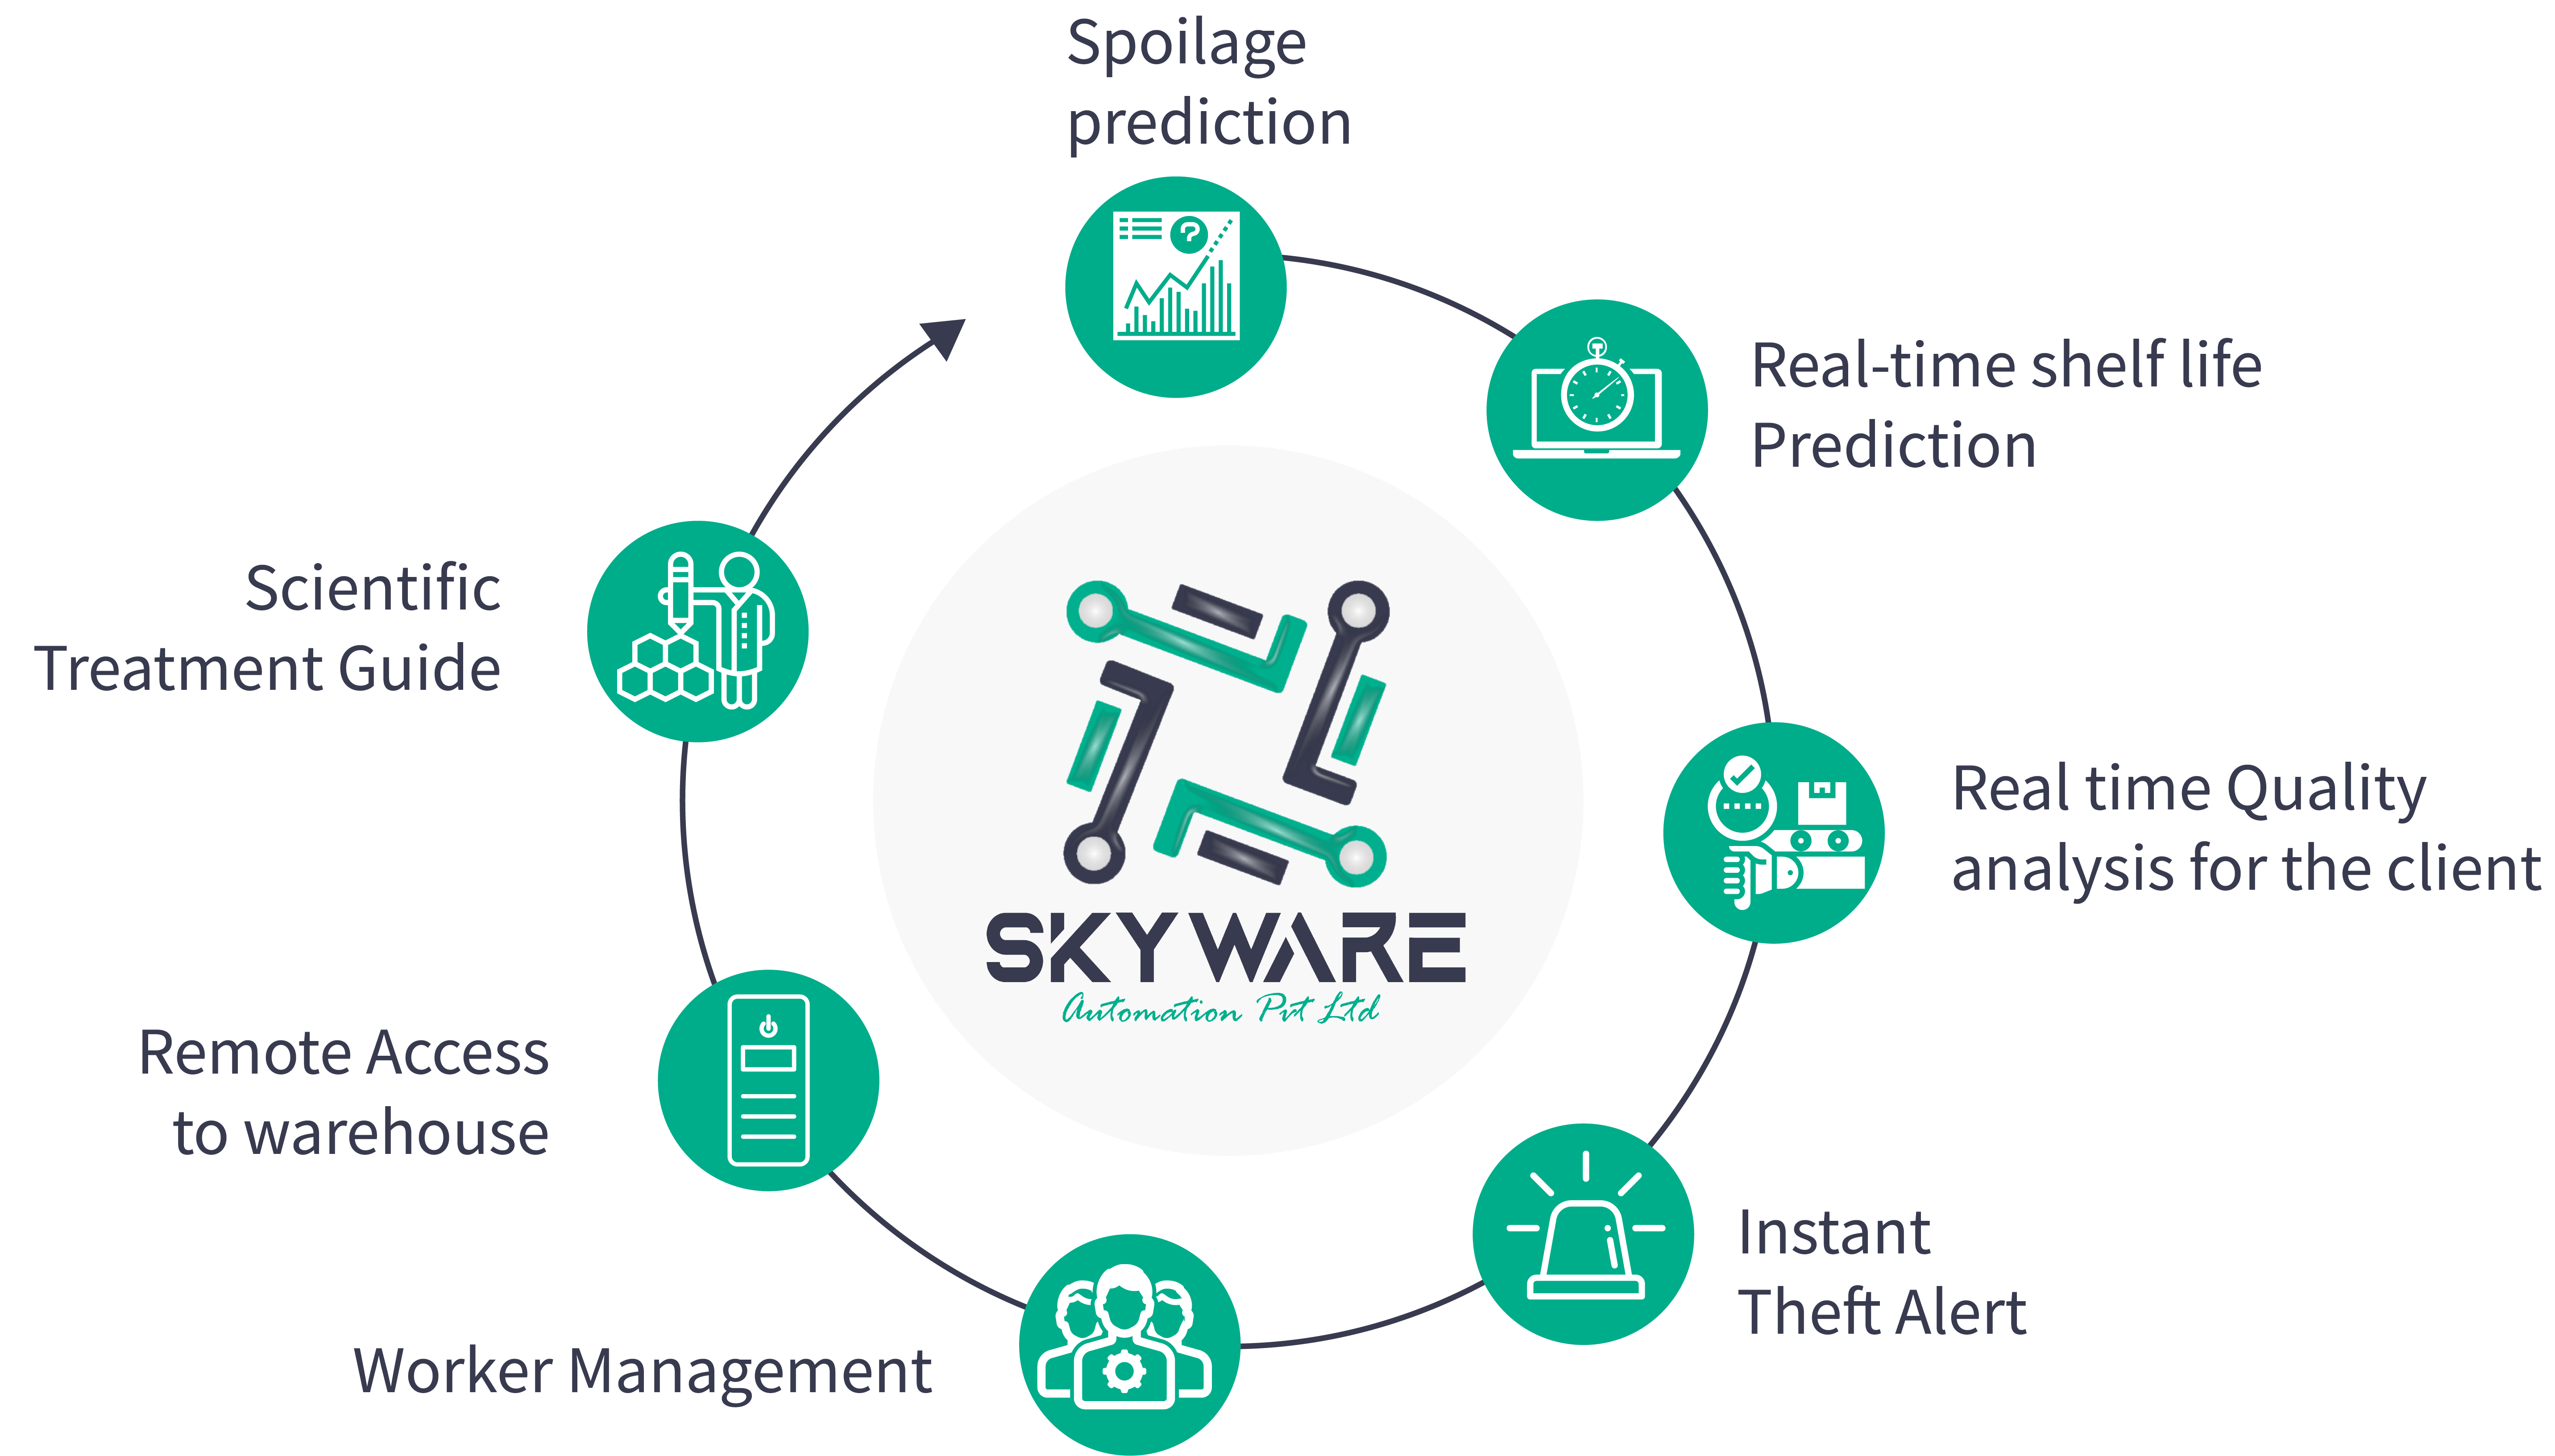 Spoilage
prediction
Real-time shelf life
Prediction
Real time Quality
analysis for the client
Instant
Theft Alert
Worker Management
Remote Access
to warehouse
Scientific
Treatment Guide
SKYWARE
Automation Pvt Ltd